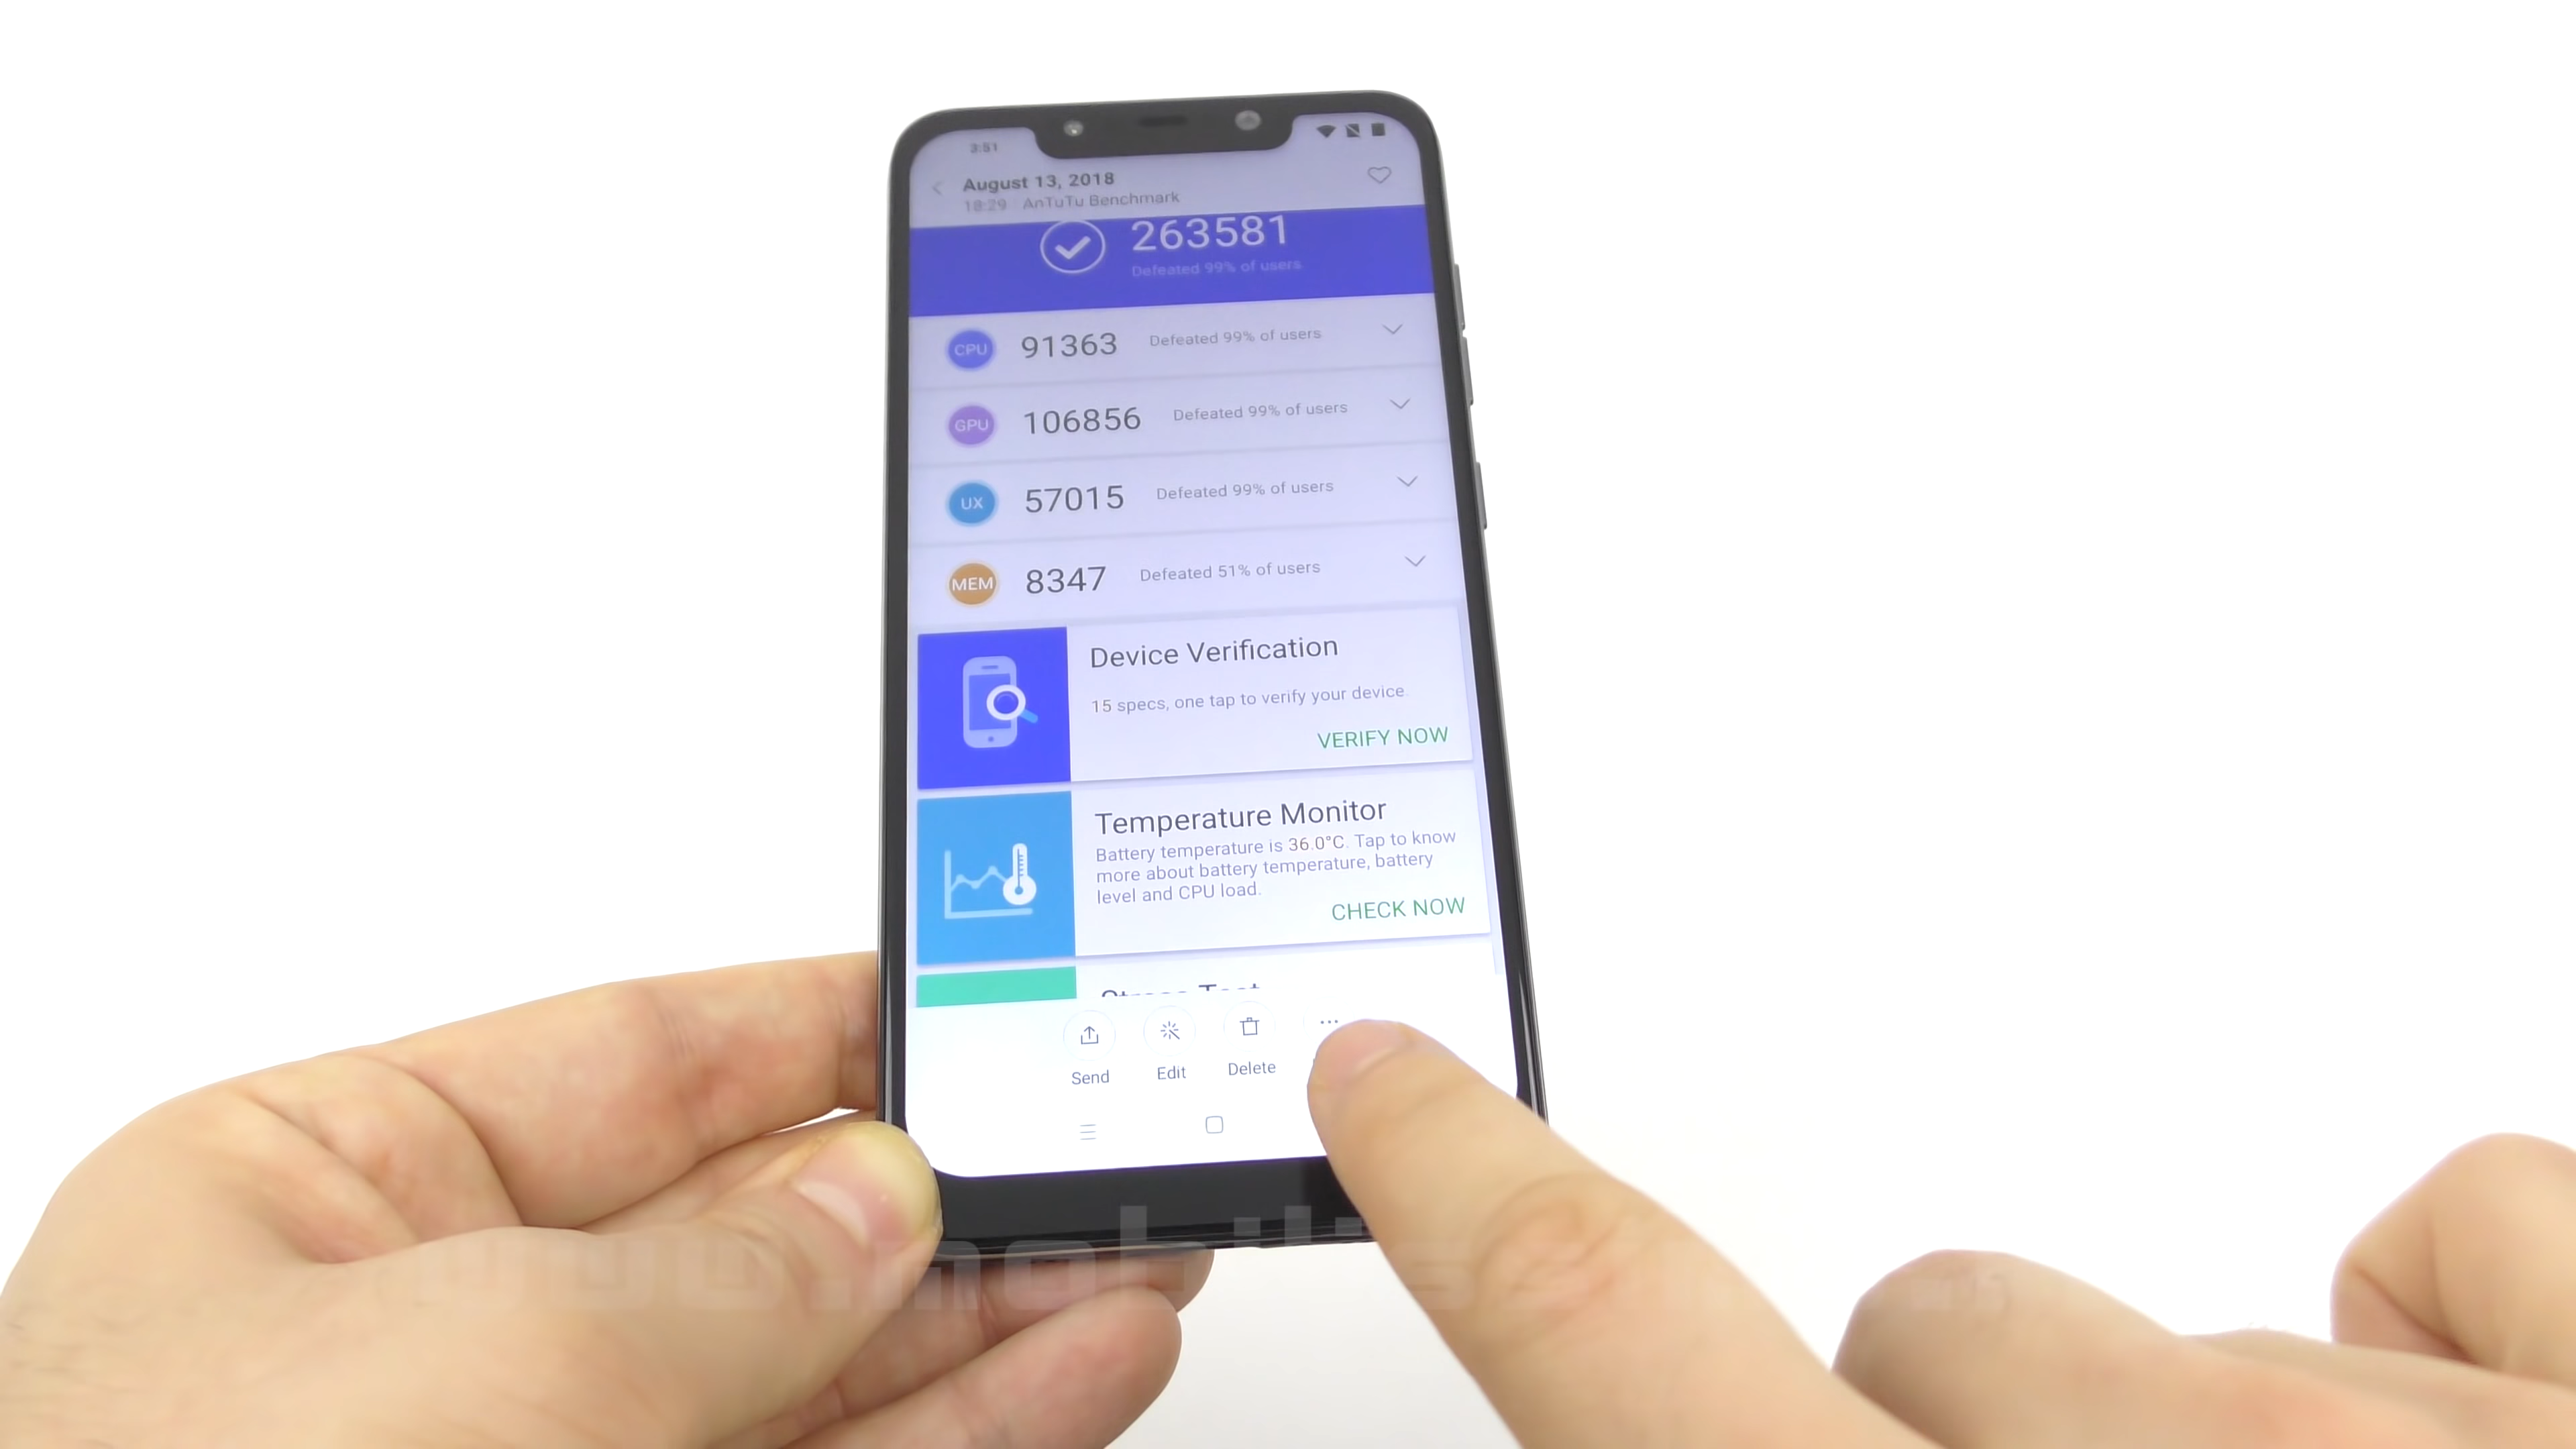 3:51
August 13, 2018
18:29 AnTuTu Benchmark
263581
Defeated 99% of users
CPU 91363 Defeated 99% of users
GPU 106856 Defeated 99% of users
UX 57015 Defeated 99% of users
MEM 8347 Defeated 51% of users
Device Verification
15 specs, one tap to verify your device.
VERIFY NOW
Temperature Monitor
Battery temperature is 36.0°C. Tap to know
more about battery temperature, battery
level and CPU load.
CHECK NOW
Send Edit Delete